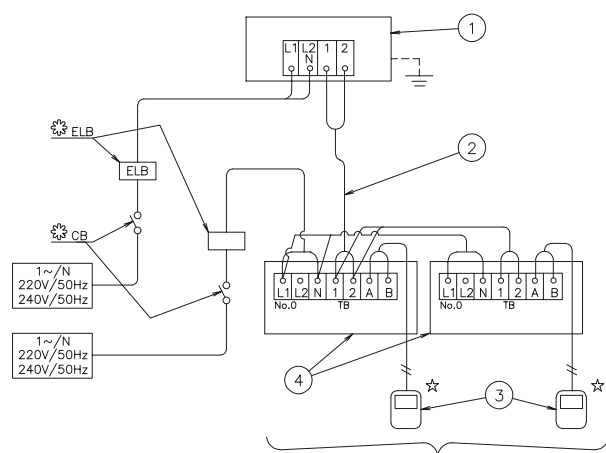 1
L1 L2 1 2
N
ELB
2
ELB
CB
1~/N
220V/50Hz
240V/50Hz
L1 L2 N 1 2 A B
No.0 TB
L1 L2 N 1 2 A B
No.0 TB
1~/N
220V/50Hz
240V/50Hz
4
3